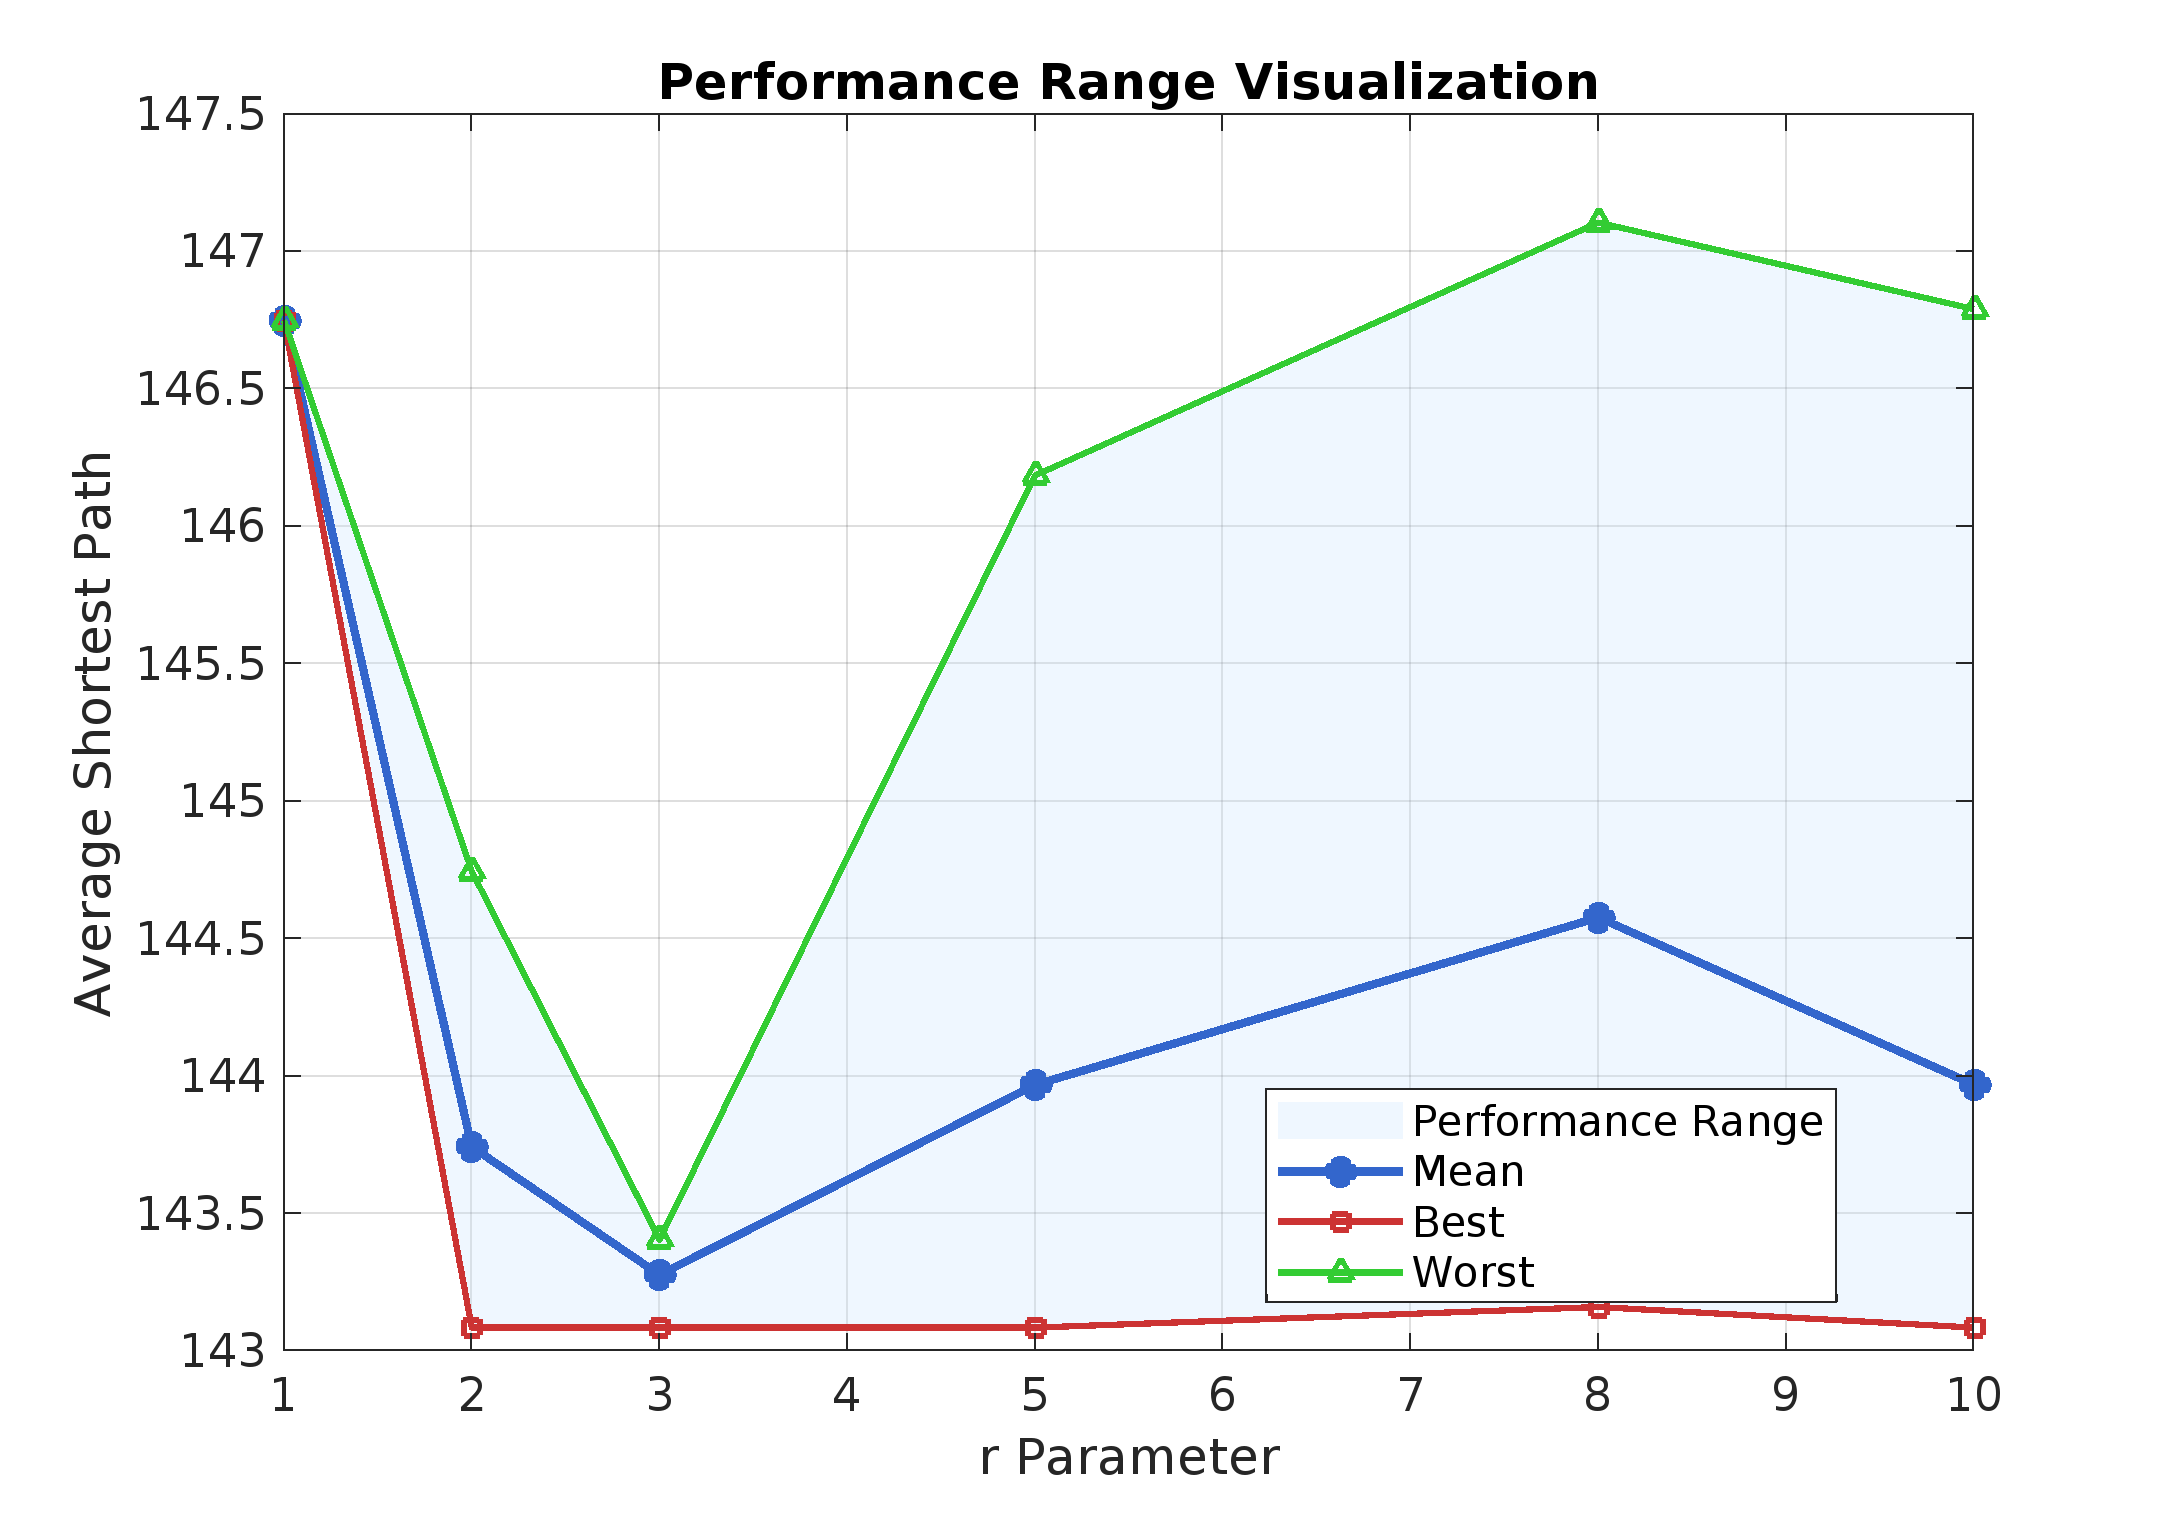 Performance Range Visualization
147.5
147
146.5
146
145.5
145
144.5
144
143.5
143
Average Shortest Path
Performance Range
Mean
Best
Worst
1 2 3 4 5 6 7 8 9 10
r Parameter